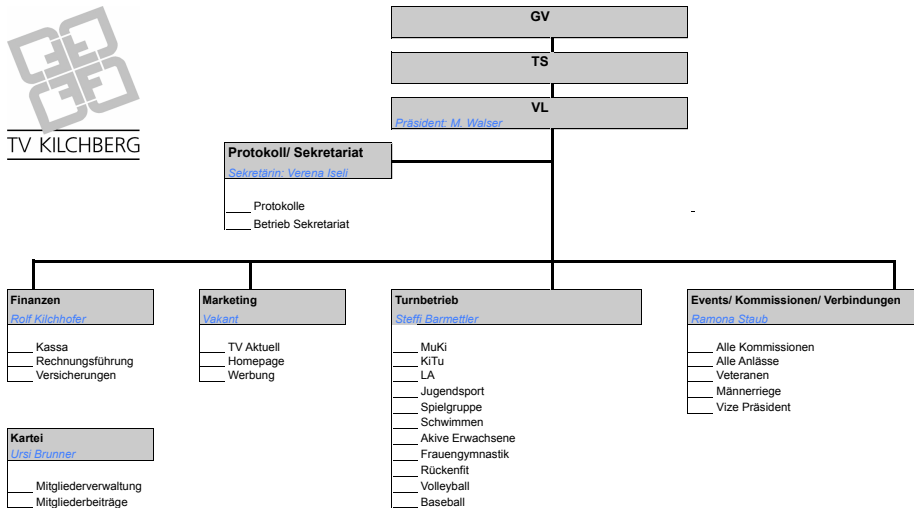 GV
TS
VL
Präsident: M. Walser
TV KILCHBERG
Protokoll/ Sekretariat
Sekretärin: Verena Iseli
Protokolle
Betrieb Sekretariat
-
Finanzen
Rolf Kilchhofer
Kassa
Rechnungsführung
Versicherungen
Marketing
Vakant
TV Aktuell
Homepage
Werbung
Turnbetrieb
Steffi Barmettler
MuKi
KiTu
LA
Jugendsport
Spielgruppe
Schwimmen
Akive Erwachsene
Frauengymnastik
Rückenfit
Volleyball
Baseball
Events/ Kommissionen/ Verbindungen
Ramona Staub
Alle Kommissionen
Alle Anlässe
Veteranen
Männerriege
Vize Präsident
Kartei
Ursi Brunner
Mitgliederverwaltung
Mitgliederbeiträge